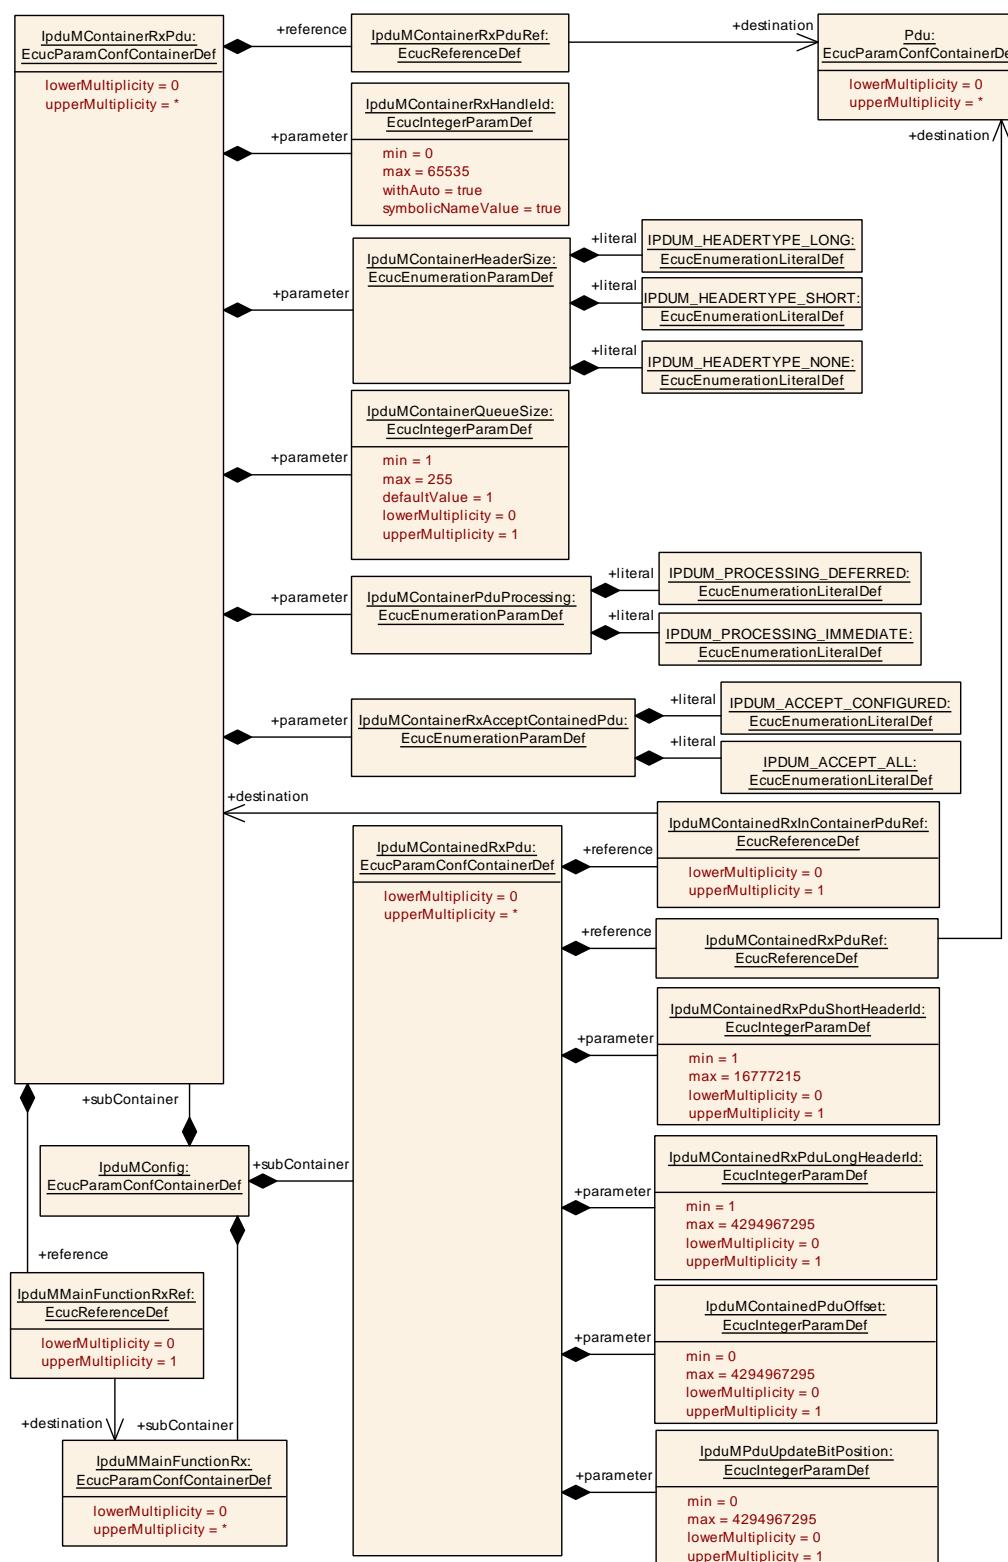 IpduMContainerRxPdu:
EcucParamConfContainerDef
lowerMultiplicity = 0
upperMultiplicity = *
+reference
IpduMContainerRxPduRef:
EcucReferenceDef
+destination
Pdu:
EcucParamConfContainerDe
lowerMultiplicity = 0
upperMultiplicity = *
+destination
+parameter
IpduMContainerRxHandleId:
EcucIntegerParamDef
min = 0
max = 65535
withAuto = true
symbolicNameValue = true
+parameter
IpduMContainerHeaderSize:
EcucEnumerationParamDef
+literal
IPDUM_HEADERTYPE_LONG:
EcucEnumerationLiteralDef
+literal
IPDUM_HEADERTYPE_SHORT:
EcucEnumerationLiteralDef
+literal
IPDUM_HEADERTYPE_NONE:
EcucEnumerationLiteralDef
+parameter
IpduMContainerQueueSize:
EcucIntegerParamDef
min = 1
max = 255
defaultValue = 1
lowerMultiplicity = 0
upperMultiplicity = 1
+parameter
IpduMContainerPduProcessing:
EcucEnumerationParamDef
+literal
IPDUM_PROCESSING_DEFERRED:
EcucEnumerationLiteralDef
+literal
IPDUM_PROCESSING_IMMEDIATE:
EcucEnumerationLiteralDef
+parameter
IpduMContainerRxAcceptContainedPdu:
EcucEnumerationParamDef
+literal
IPDUM_ACCEPT_CONFIGURED:
EcucEnumerationLiteralDef
+literal
IPDUM_ACCEPT_ALL:
EcucEnumerationLiteralDef
+destination
IpduMContainedRxPdu:
EcucParamConfContainerDef
lowerMultiplicity = 0
upperMultiplicity = *
+reference
IpduMContainedRxInContainerPduRef:
EcucReferenceDef
lowerMultiplicity = 0
upperMultiplicity = 1
+reference
IpduMContainedRxPduRef:
EcucReferenceDef
+parameter
IpduMContainedRxPduShortHeaderId:
EcucIntegerParamDef
min = 1
max = 16777215
lowerMultiplicity = 0
upperMultiplicity = 1
+subContainer
IpduMConfig:
EcucParamConfContainerDef
+subContainer
+parameter
IpduMContainedRxPduLongHeaderId:
EcucIntegerParamDef
min = 1
max = 4294967295
lowerMultiplicity = 0
upperMultiplicity = 1
+reference
IpduMMainFunctionRxRef:
EcucReferenceDef
lowerMultiplicity = 0
upperMultiplicity = 1
+parameter
IpduMContainedPduOffset:
EcucIntegerParamDef
min = 0
max = 4294967295
lowerMultiplicity = 0
upperMultiplicity = 1
+destination
+subContainer
IpduMMainFunctionRx:
EcucParamConfContainerDef
lowerMultiplicity = 0
upperMultiplicity = *
+parameter
IpduMPduUpdateBitPosition:
EcucIntegerParamDef
min = 0
max = 4294967295
lowerMultiplicity = 0
upperMultiplicity = 1